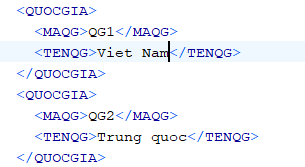 <QUOCGIA>
<MAQG>QG1</MAQG>
<TENQG>Viet Nam</TENQG>
</QUOCGIA>
<QUOCGIA>
<MAQG>QG2</MAQG>
<TENQG>Trung quoc</TENQG>
</QUOCGIA>